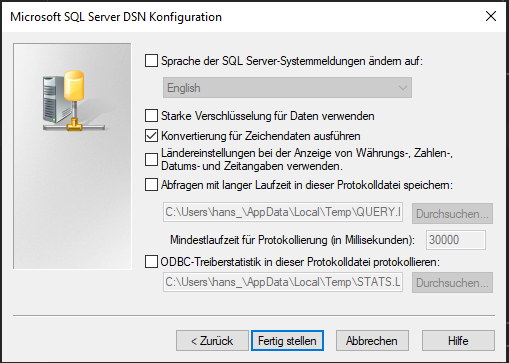 Microsoft SQL Server DSN Konfiguration
Sprache der SQL Server-Systemmeldungen ändern auf:
English
Starke Verschlüsselung für Daten verwenden
Konvertierung für Zeichendaten ausführen
Ländereinstellungen bei der Anzeige von Währungs-, Zahlen-,
Datums- und Zeitangaben verwenden.
Abfragen mit langer Laufzeit in dieser Protokolldatei speichern:
C:\Users\hans_\AppData\Local\Temp\QUERY.l Durchsuchen...
Mindestlaufzeit für Protokollierung (in Millisekunden): 30000
ODBC-Treiberstatistik in dieser Protokolldatei protokollieren:
C:\Users\hans_\AppData\Local\Temp\STATS.L Durchsuchen...
< Zurück Fertig stellen Abbrechen Hilfe